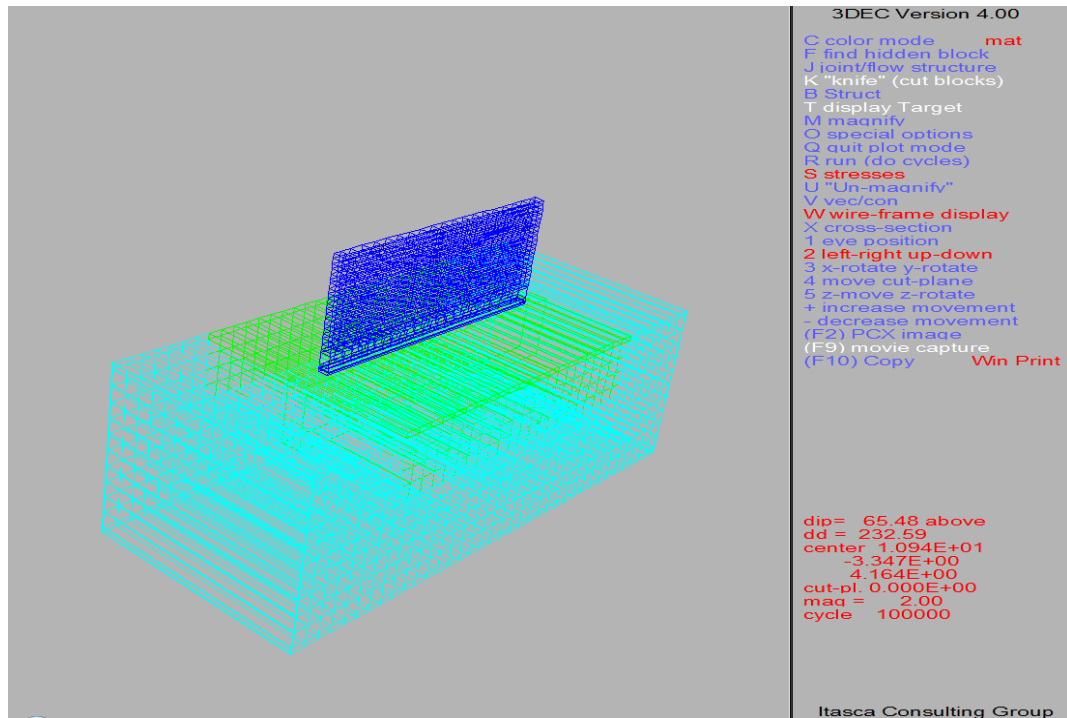 3DEC Version 4.00
C color mode mat
F find hidden block
J joint/flow structure
K "knife" (cut blocks)
B Struct
T display Target
M magnify
O special options
Q quit plot mode
R run (do cycles)
S stresses
U "Un-magnify"
V vec/con
W wire-frame display
X cross-section
1 eye position
2 left-right up-down
3 x-rotate y-rotate
4 move cut-plane
5 z-move z-rotate
+ increase movement
- decrease movement
(F2) PCX image
(F9) movie capture
(F10) Copy Win Print
dip= 65.48 above
dd = 232.59
center 1.094E+01
-3.347E+00
4.164E+00
cut-pl. 0.000E+00
mag = 2.00
cycle 100000
Itasca Consulting Group